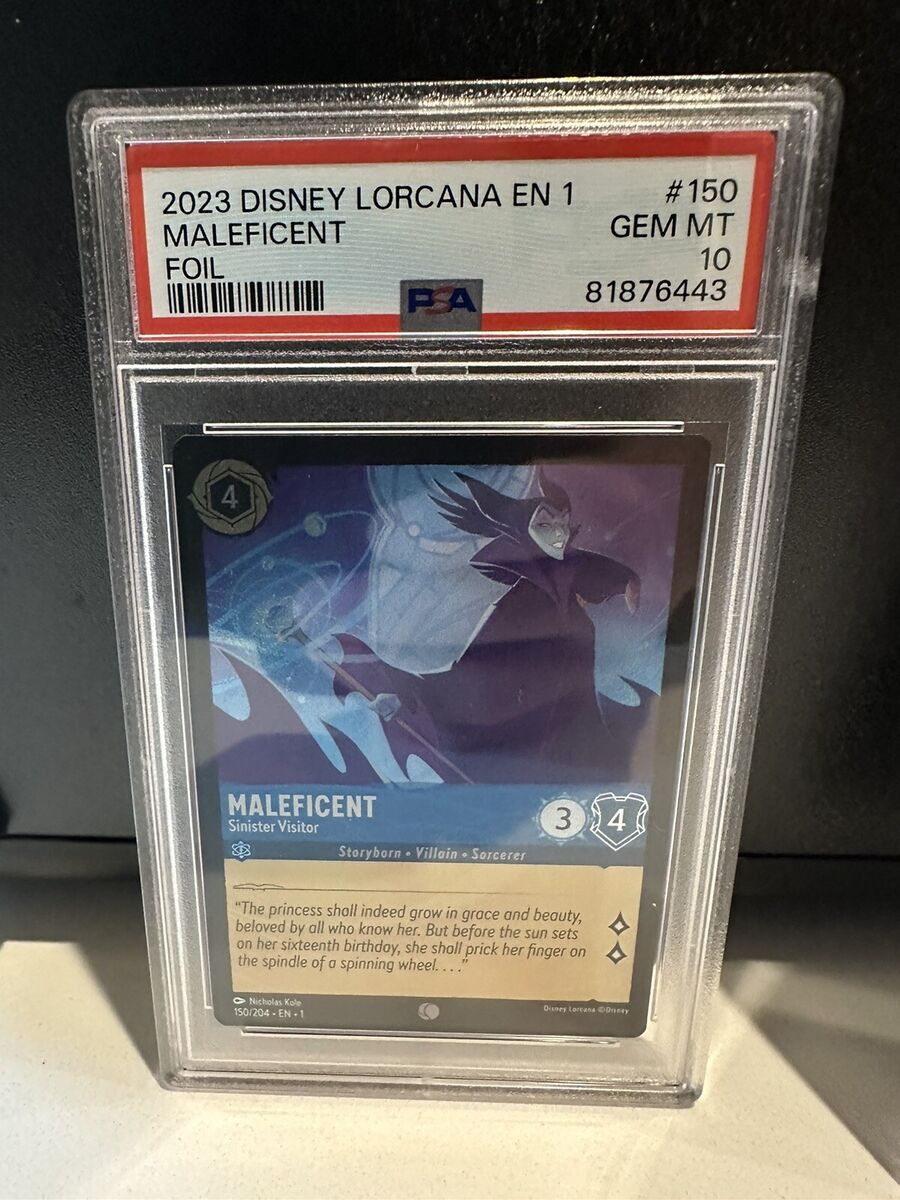 2023 DISNEY LORCANA EN 1 #150
MALEFICENT GEM MT
FOIL 10
PSA 81876443
4
MALEFICENT
Sinister Visitor
3 4
Storyborn • Villain • Sorcerer
“The princess shall indeed grow in grace and beauty,
beloved by all who know her. But before the sun sets
on her sixteenth birthday, she shall prick her finger on
the spindle of a spinning wheel. . . .”
Nicholas Kole
150/204 • EN • 1
Disney Lorcana ©Disney